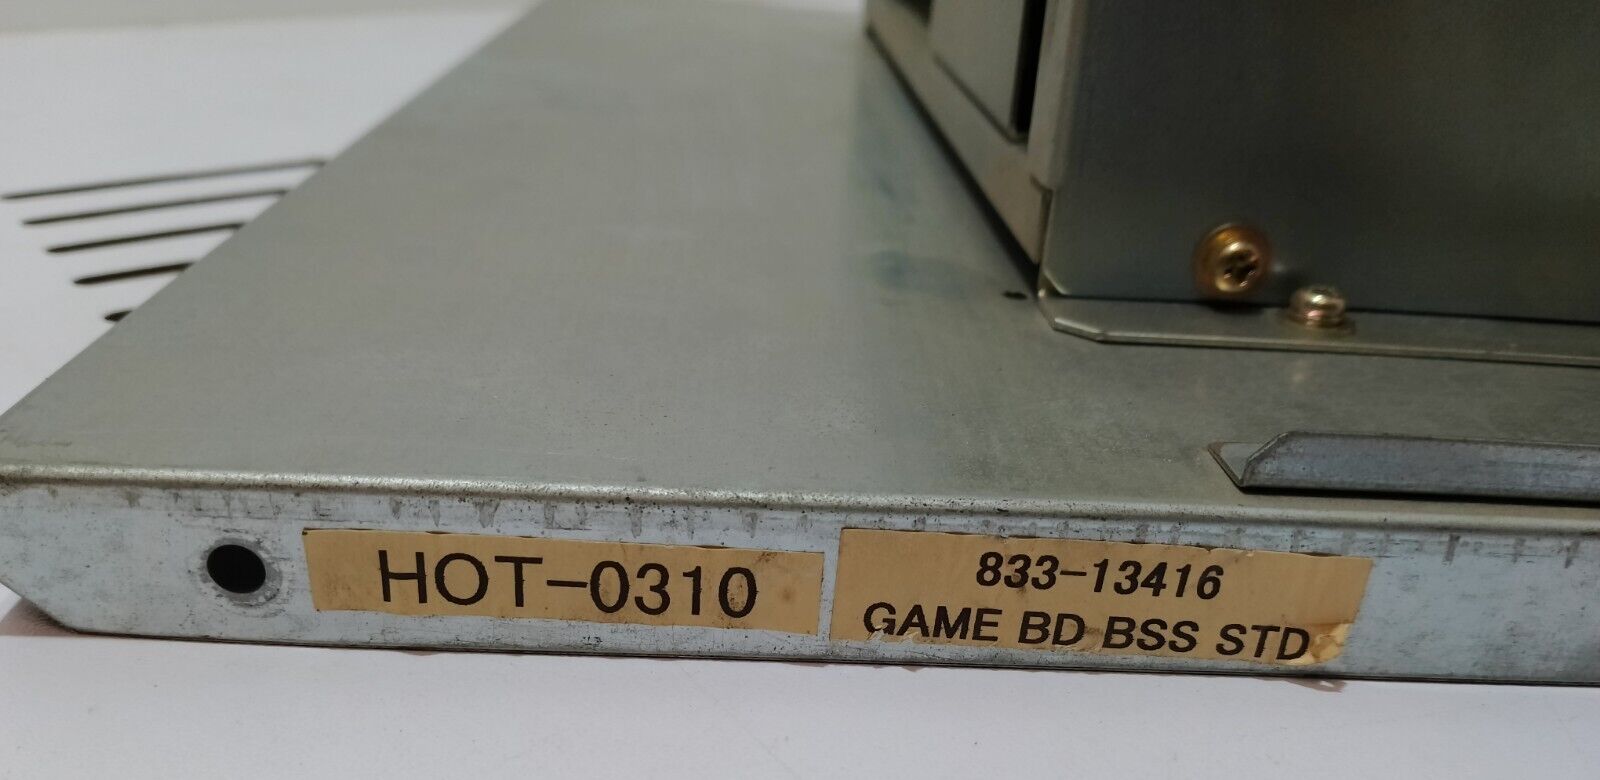 HOT-0310
833-13416
GAME BD BSS STD